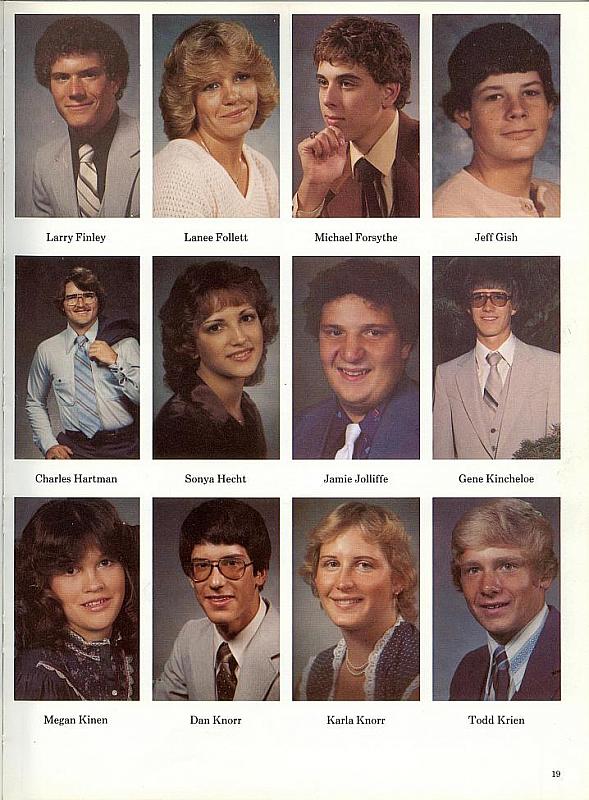 Larry Finley
Lanee Follett
Michael Forsythe
Jeff Gish
Charles Hartman
Sonya Hecht
Jamie Jolliffe
Gene Kincheloe
Megan Kinen
Dan Knorr
Karla Knorr
Todd Krien
19